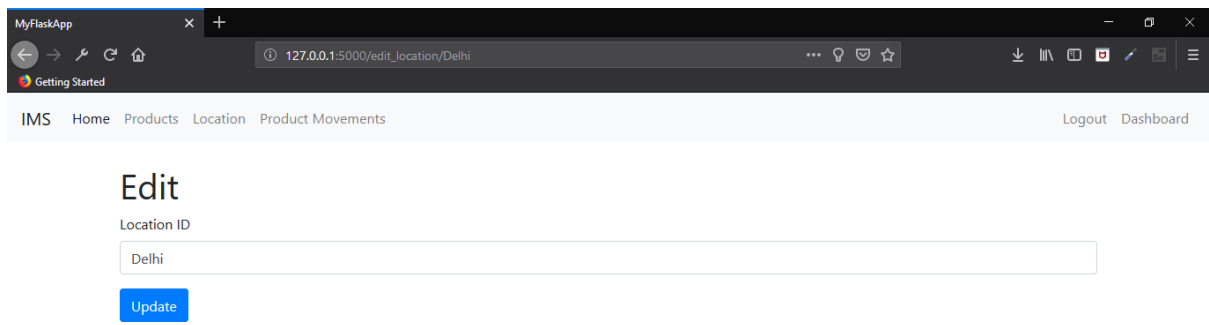 MyFlaskApp
127.0.0.1:5000/edit_location/Delhi
Getting Started
IMS Home Products Location Product Movements Logout Dashboard
Edit
Location ID
Delhi
Update